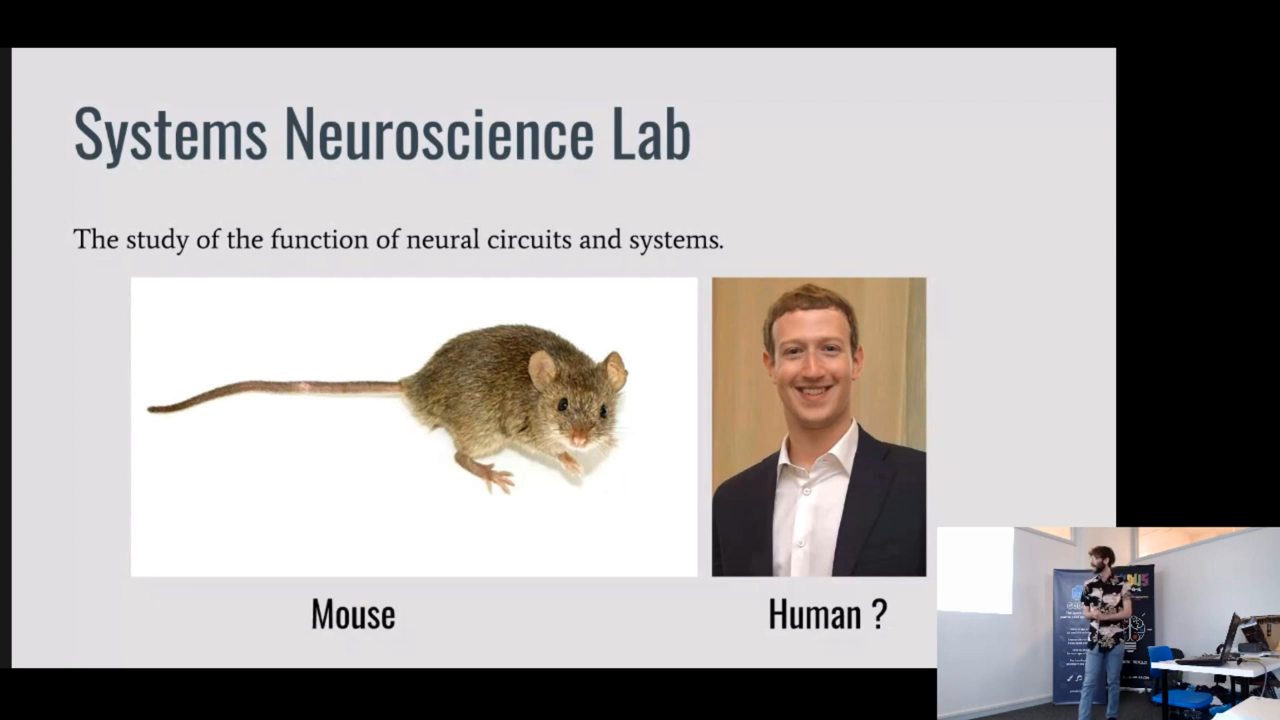 Systems Neuroscience Lab
The study of the function of neural circuits and systems.
Mouse
Human ?